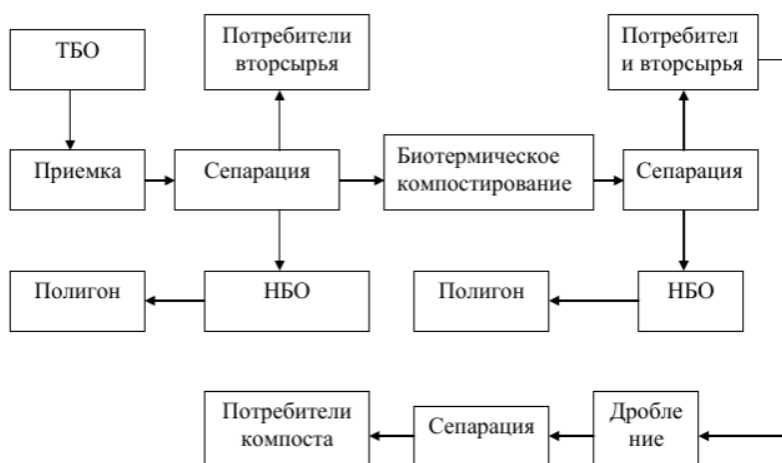 ТБО
Потребители
вторсырья
Потребител
и вторсырья
Приемка
Сепарация
Биотермическое
компостирование
Сепарация
Полигон
НБО
Полигон
НБО
Потребители
компоста
Сепарация
Дробле
ние